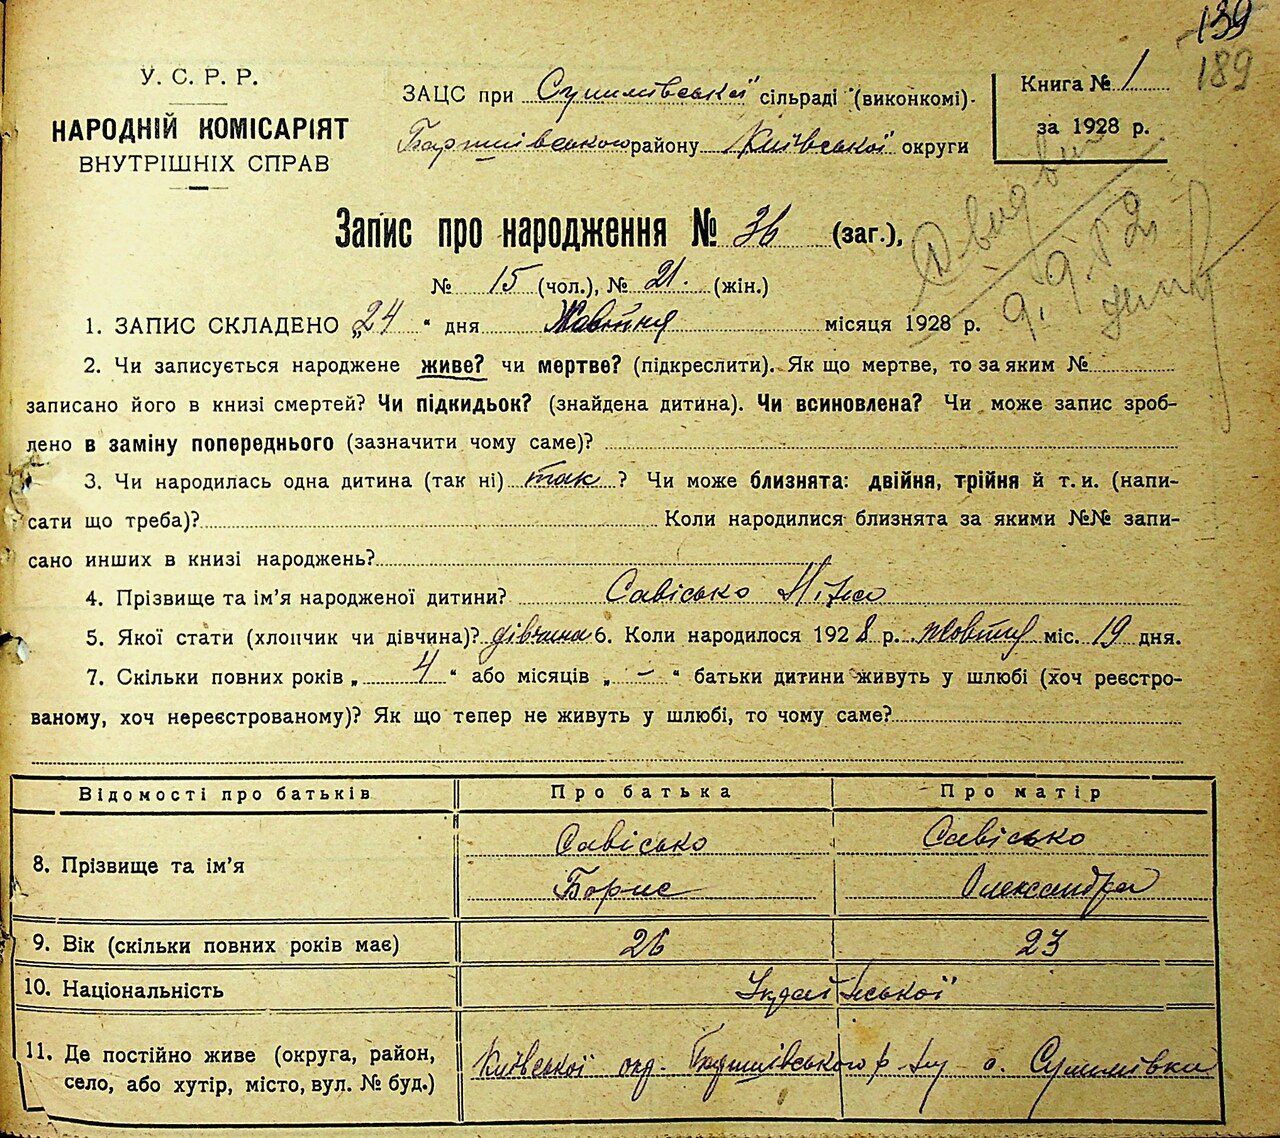 139
189
У. С. Р. Р.
НАРОДНІЙ КОМІСАРІЯТ
ВНУТРІШНІХ СПРАВ
ЗАЦС при Сулимівської сільраді (виконкомі).
району Київської округи
Книга № 1
за 1928 р.
Запис про народження № 36 (заг.),
№ 15 (чол.), № 21. (жін.)
1. ЗАПИС СКЛАДЕНО „24 “ дня Жовтня місяця 1928 р.
2. Чи записується народжене живе? чи мертве? (підкреслити). Як що мертве, то за яким №
записано його в книзі смертей? Чи підкидьок? (знайдена дитина). Чи всиновлена? Чи може запис зроб-
лено в заміну попереднього (зазначити чому саме)?
3. Чи народилась одна дитина (так ні) так ? Чи може близнята: двійня, трійня й т. и. (напи-
сати що треба)? Коли народилися близнята за якими №№ запи-
сано инших в книзі народжень?
4. Прізвище та ім’я народженої дитини? Савісько Ніна
5. Якої стати (хлопчик чи дівчина)? дівчина 6. Коли народилося 1928 р. жовтня міс. 19 дня.
7. Скільки повних років „ 4 “ або місяців „ – “ батьки дитини живуть у шлюбі (хоч реєстро-
ваному, хоч нереєстрованому)? Як що тепер не живуть у шлюбі, то чому саме?
Відомості про батьків Про батька Про матір
8. Прізвище та ім’я
Савісько Савісько
Борис Олександра
9. Вік (скільки повних років має) 26 23
10. Національність Української
11. Де постійно живе (округа, район,
село, або хутір, місто, вул. № буд.)
Київської окр. р-ну с. Сулимівка